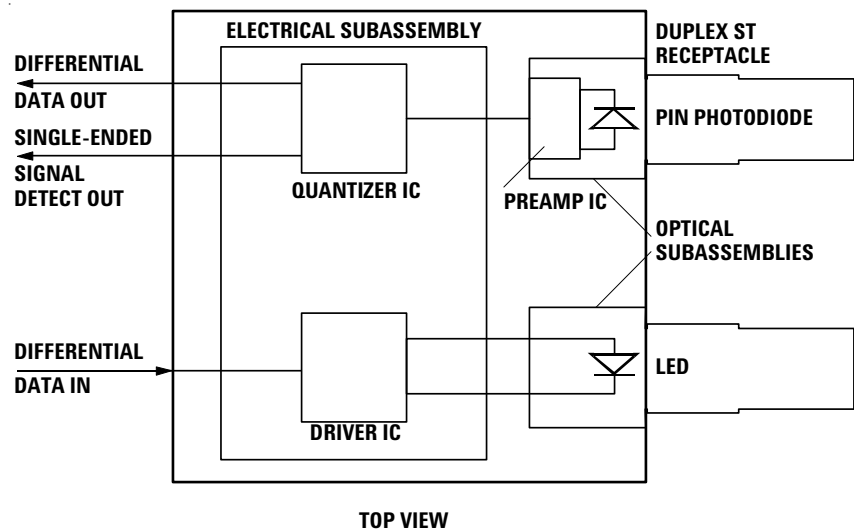 ELECTRICAL SUBASSEMBLY
DUPLEX ST
RECEPTACLE
DIFFERENTIAL
DATA OUT
PIN PHOTODIODE
SINGLE-ENDED
SIGNAL
DETECT OUT
QUANTIZER IC
PREAMP IC
OPTICAL
SUBASSEMBLIES
DIFFERENTIAL
DATA IN
LED
DRIVER IC
TOP VIEW